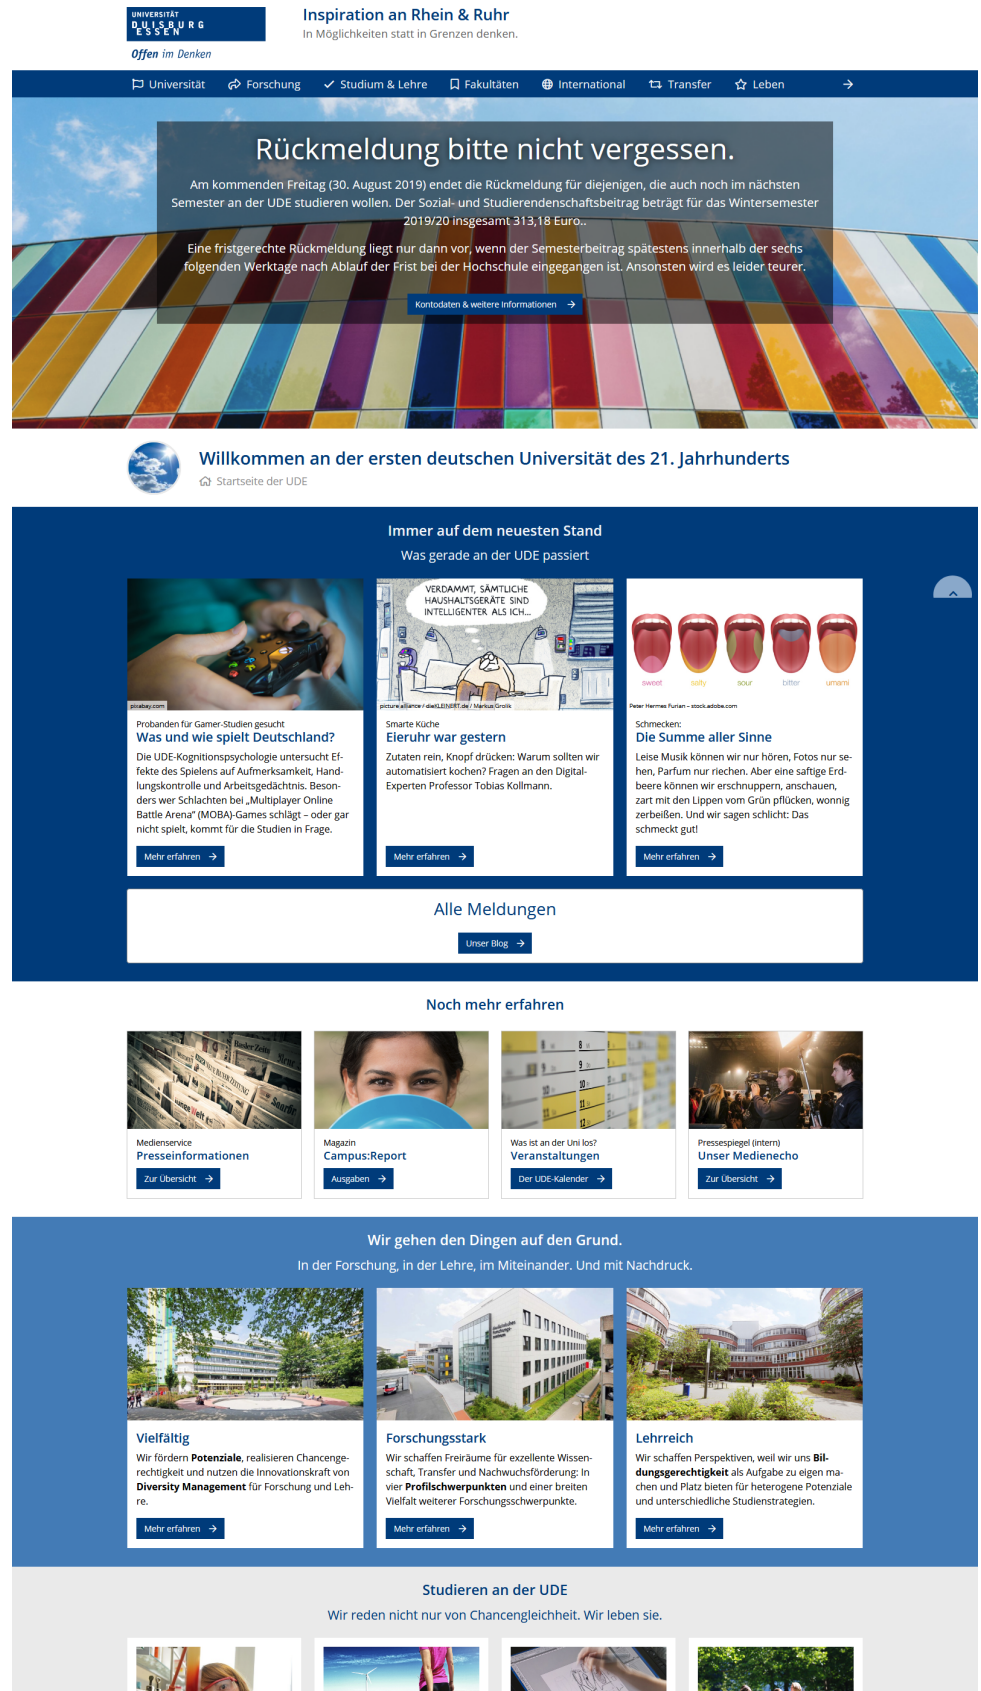 UNIVERSITÄT
DUISBURG
ESSEN
Offen im Denken
Inspiration an Rhein & Ruhr
In Möglichkeiten statt in Grenzen denken.
Universität Forschung Studium & Lehre Fakultäten International Transfer Leben
Rückmeldung bitte nicht vergessen.
Am kommenden Freitag (30. August 2019) endet die Rückmeldung für diejenigen, die auch noch im nächsten
Semester an der UDE studieren wollen. Der Sozial- und Studierendenschaftsbeitrag beträgt für das Wintersemester
2019/20 insgesamt 313,18 Euro..
Eine fristgerechte Rückmeldung liegt nur dann vor, wenn der Semesterbeitrag spätestens innerhalb der sechs
folgenden Werktage nach Ablauf der Frist bei der Hochschule eingegangen ist. Ansonsten wird es leider teurer.
Kontodaten & weitere Informationen
Willkommen an der ersten deutschen Universität des 21. Jahrhunderts
Startseite der UDE
Immer auf dem neuesten Stand
Was gerade an der UDE passiert
pixabay.com
Probanden für Gamer-Studien gesucht
Was und wie spielt Deutschland?
Die UDE-Kognitionspsychologie untersucht Ef-
fekte des Spielens auf Aufmerksamkeit, Hand-
lungskontrolle und Arbeitsgedächtnis. Beson-
ders wer Schlachten bei „Multiplayer Online
Battle Arena“ (MOBA)-Games schlägt – oder gar
nicht spielt, kommt für die Studien in Frage.
Mehr erfahren
VERDAMMT, SÄMTLICHE
HAUSHALTSGERÄTE SIND
INTELLIGENTER ALS ICH...
picture alliance / dieKLEINERT.de / Markus Grolik
Smarte Küche
Eieruhr war gestern
Zutaten rein, Knopf drücken: Warum sollten wir
automatisiert kochen? Fragen an den Digital-
Experten Professor Tobias Kollmann.
Mehr erfahren
sweet salty sour bitter umami
Peter Hermes Furian – stock.adobe.com
Schmecken:
Die Summe aller Sinne
Leise Musik können wir nur hören, Fotos nur se-
hen, Parfum nur riechen. Aber eine saftige Erd-
beere können wir erschnuppern, anschauen,
zart mit den Lippen vom Grün pflücken, wonnig
zerbeißen. Und wir sagen schlicht: Das
schmeckt gut!
Mehr erfahren
Alle Meldungen
Unser Blog
Noch mehr erfahren
Basler Zeitung
Medienservice
Presseinformationen
Zur Übersicht
Magazin
Campus:Report
Ausgaben
8 8
9
10
11
12
Was ist an der Uni los?
Veranstaltungen
Der UDE-Kalender
Pressespiegel (intern)
Unser Medienecho
Zur Übersicht
Wir gehen den Dingen auf den Grund.
In der Forschung, in der Lehre, im Miteinander. Und mit Nachdruck.
Vielfältig
Wir fördern Potenziale, realisieren Chancenge-
rechtigkeit und nutzen die Innovationskraft von
Diversity Management für Forschung und Leh-
re.
Mehr erfahren
Forschungsstark
Wir schaffen Freiräume für exzellente Wissen-
schaft, Transfer und Nachwuchsförderung: In
vier Profilschwerpunkten und einer breiten
Vielfalt weiterer Forschungsschwerpunkte.
Mehr erfahren
Lehrreich
Wir schaffen Perspektiven, weil wir uns Bil-
dungsgerechtigkeit als Aufgabe zu eigen ma-
chen und Platz bieten für heterogene Potenziale
und unterschiedliche Studienstrategien.
Mehr erfahren
Studieren an der UDE
Wir reden nicht nur von Chancengleichheit. Wir leben sie.